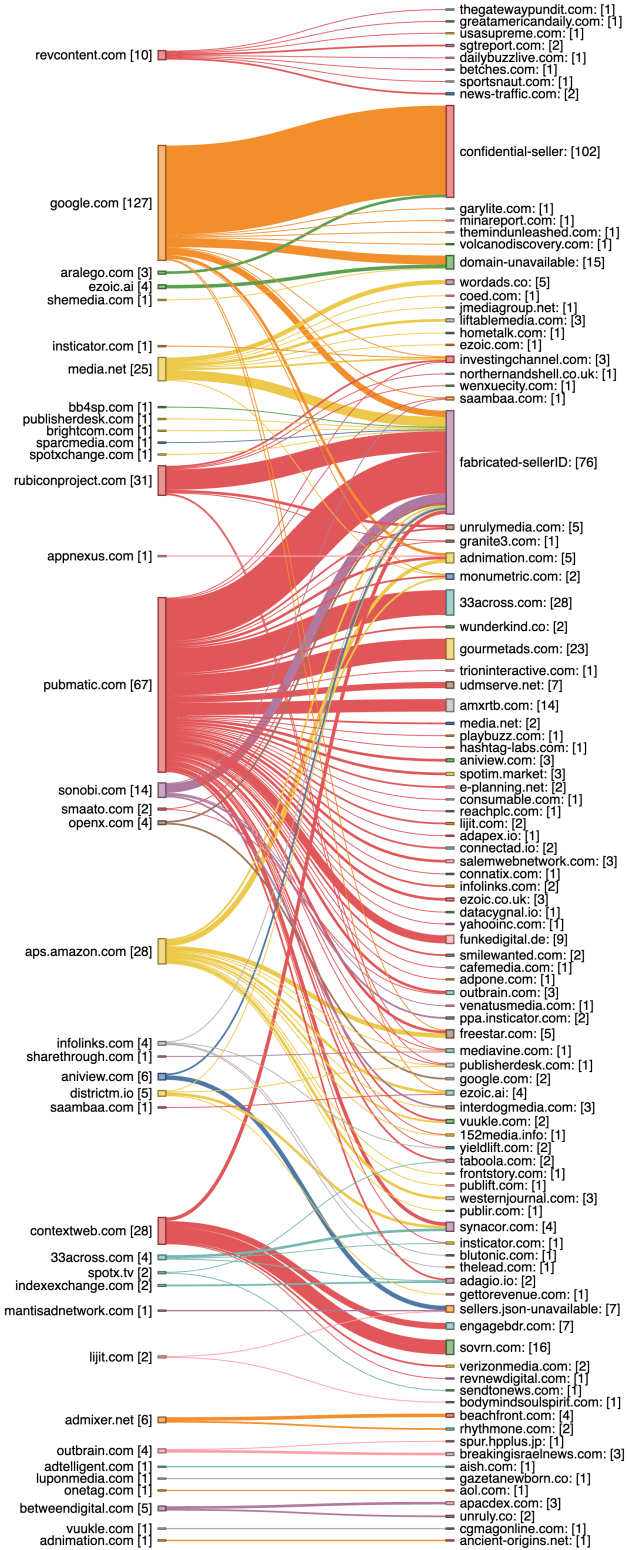 revcontent.com [10]
google.com [127]
aralego.com [3]
ezoic.ai [4]
shemedia.com [1]
insticator.com [1]
media.net [25]
bb4sp.com [1]
publisherdesk.com [1]
brightcom.com [1]
sparcmedia.com [1]
spotxchange.com [1]
rubiconproject.com [31]
appnexus.com [1]
pubmatic.com [67]
sonobi.com [14]
smaato.com [2]
openx.com [4]
aps.amazon.com [28]
infolinks.com [4]
sharethrough.com [1]
aniview.com [6]
districtm.io [5]
saambaa.com [1]
contextweb.com [28]
33across.com [4]
spotx.tv [2]
indexexchange.com [2]
mantisadnetwork.com [1]
lijit.com [2]
admixer.net [6]
outbrain.com [4]
adtelligent.com [1]
luponmedia.com [1]
onetag.com [1]
betweendigital.com [5]
vuukle.com [1]
adnimation.com [1]
thegatewaypundit.com: [1]
greatamericandaily.com: [1]
usasupreme.com: [1]
sgtreport.com: [2]
dailybuzzlive.com: [1]
betches.com: [1]
sportsnaut.com: [1]
news-traffic.com: [2]
confidential-seller: [102]
garylite.com: [1]
minareport.com: [1]
themindunleashed.com: [1]
volcanodiscovery.com: [1]
domain-unavailable: [15]
wordads.co: [5]
coed.com: [1]
jmediagroup.net: [1]
liftablemedia.com: [3]
hometalk.com: [1]
ezoic.com: [1]
investingchannel.com: [3]
northernandshell.co.uk: [1]
wenxuecity.com: [1]
saambaa.com: [1]
fabricated-sellerID: [76]
unrulymedia.com: [5]
granite3.com: [1]
adnimation.com: [5]
monumetric.com: [2]
33across.com: [28]
wunderkind.co: [2]
gourmetads.com: [23]
trioninteractive.com: [1]
udmserve.net: [7]
amxrtb.com: [14]
media.net: [2]
playbuzz.com: [1]
hashtag-labs.com: [1]
aniview.com: [3]
spotim.market: [3]
e-planning.net: [2]
consumable.com: [1]
reachplc.com: [1]
lijit.com: [2]
adapex.io: [1]
connectad.io: [2]
salemwebnetwork.com: [3]
connatix.com: [1]
infolinks.com: [2]
ezoic.co.uk: [3]
datacygnal.io: [1]
yahooinc.com: [1]
funkedigital.de: [9]
smilewanted.com: [2]
cafemedia.com: [1]
adpone.com: [1]
outbrain.com: [3]
venatusmedia.com: [1]
ppa.insticator.com: [2]
freestar.com: [5]
mediavine.com: [1]
publisherdesk.com: [1]
google.com: [2]
ezoic.ai: [4]
interdogmedia.com: [3]
vuukle.com: [2]
152media.info: [1]
yieldlift.com: [2]
taboola.com: [2]
frontstory.com: [1]
publift.com: [1]
westernjournal.com: [3]
publir.com: [1]
synacor.com: [4]
insticator.com: [1]
blutonic.com: [1]
thelead.com: [1]
adagio.io: [2]
gettorevenue.com: [1]
sellers.json-unavailable: [7]
engagebdr.com: [7]
sovrn.com: [16]
verizonmedia.com: [2]
revnewdigital.com: [1]
sendtonews.com: [1]
bodymindsoulspirit.com: [1]
beachfront.com: [4]
rhythmone.com: [2]
spur.hpplus.jp: [1]
breakingisraelnews.com: [3]
aish.com: [1]
gazetanewborn.co: [1]
aol.com: [1]
apacdex.com: [3]
unruly.co: [2]
cgmagonline.com: [1]
ancient-origins.net: [1]